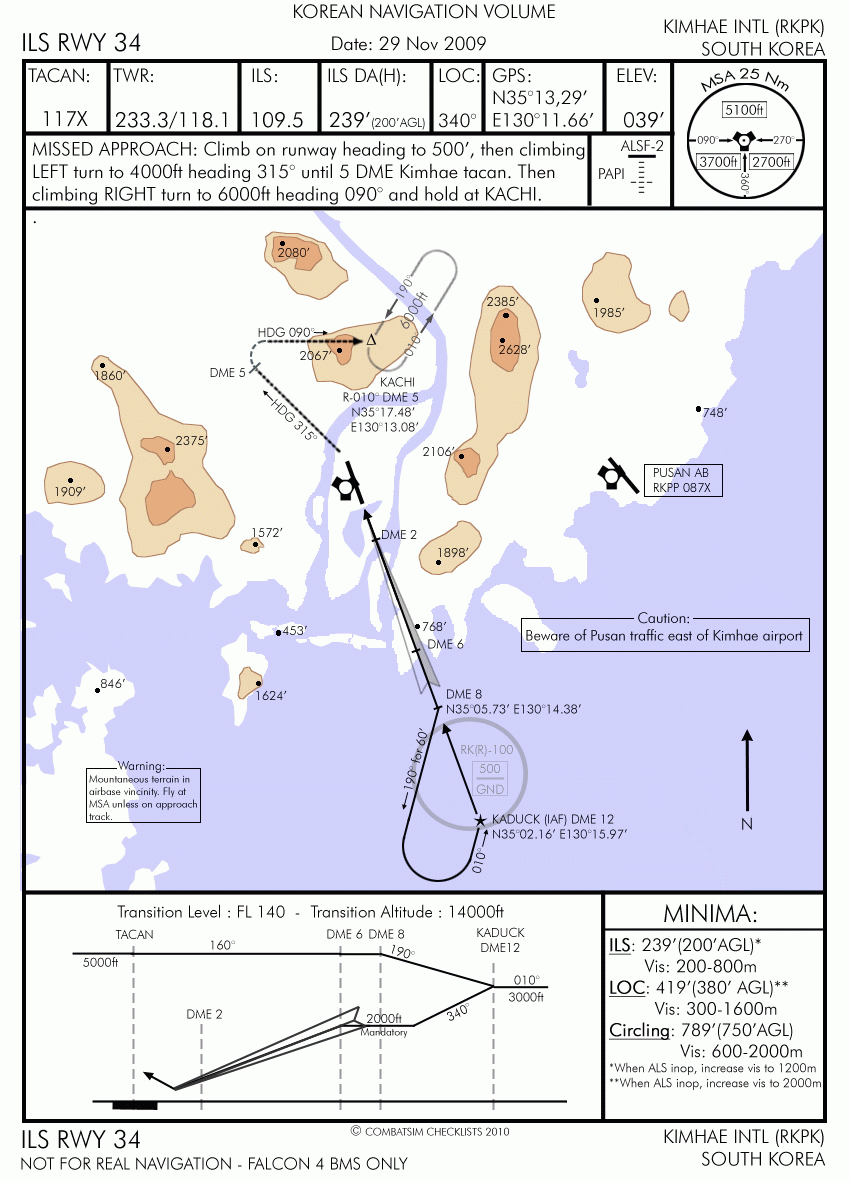 KOREAN NAVIGATION VOLUME
ILS RWY 34
Date: 29 Nov 2009
KIMHAE INTL (RKPK)
SOUTH KOREA
TACAN:
117X
TWR:
233.3/118.1
ILS:
109.5
ILS DA(H):
239'(200'AGL)
LOC:
340°
GPS:
N35°13,29'
E130°11.66'
ELEV:
039'
MSA 25 Nm
5100ft
090°
270°
3700ft
2700ft
360°
MISSED APPROACH: Climb on runway heading to 500', then climbing
LEFT turn to 4000ft heading 315° until 5 DME Kimhae tacan. Then
climbing RIGHT turn to 6000ft heading 090° and hold at KACHI.
ALSF-2
PAPI
.
2080'
190°
6000ft
010°
2385'
1985'
HDG 090°
2067'
2628'
1860'
DME 5
KACHI
R-010° DME 5
N35°17.48'
E130°13.08'
HDG 315°
748'
2375'
2106'
1909'
PUSAN AB
RKPP 087X
1572'
DME 2
1898'
453'
768'
DME 6
Caution:
Beware of Pusan traffic east of Kimhae airport
846'
1624'
DME 8
N35°05.73' E130°14.38'
190° for 60'
RK(R)-100
500
GND
Warning:
Mountaneous terrain in
airbase vincinity. Fly at
MSA unless on approach
track.
KADUCK (IAF) DME 12
N35°02.16' E130°15.97'
010°
N
Transition Level : FL 140 - Transition Altitude : 14000ft
TACAN
160°
DME 6
DME 8
KADUCK
DME12
5000ft
190°
010°
3000ft
DME 2
2000ft
Mandatory
340°
MINIMA:
ILS: 239'(200'AGL)*
Vis: 200-800m
LOC: 419'(380' AGL)**
Vis: 300-1600m
Circling: 789'(750'AGL)
Vis: 600-2000m
*When ALS inop, increase vis to 1200m
**When ALS inop, increase vis to 2000m
ILS RWY 34
© COMBATSIM CHECKLISTS 2010
KIMHAE INTL (RKPK)
NOT FOR REAL NAVIGATION - FALCON 4 BMS ONLY
SOUTH KOREA